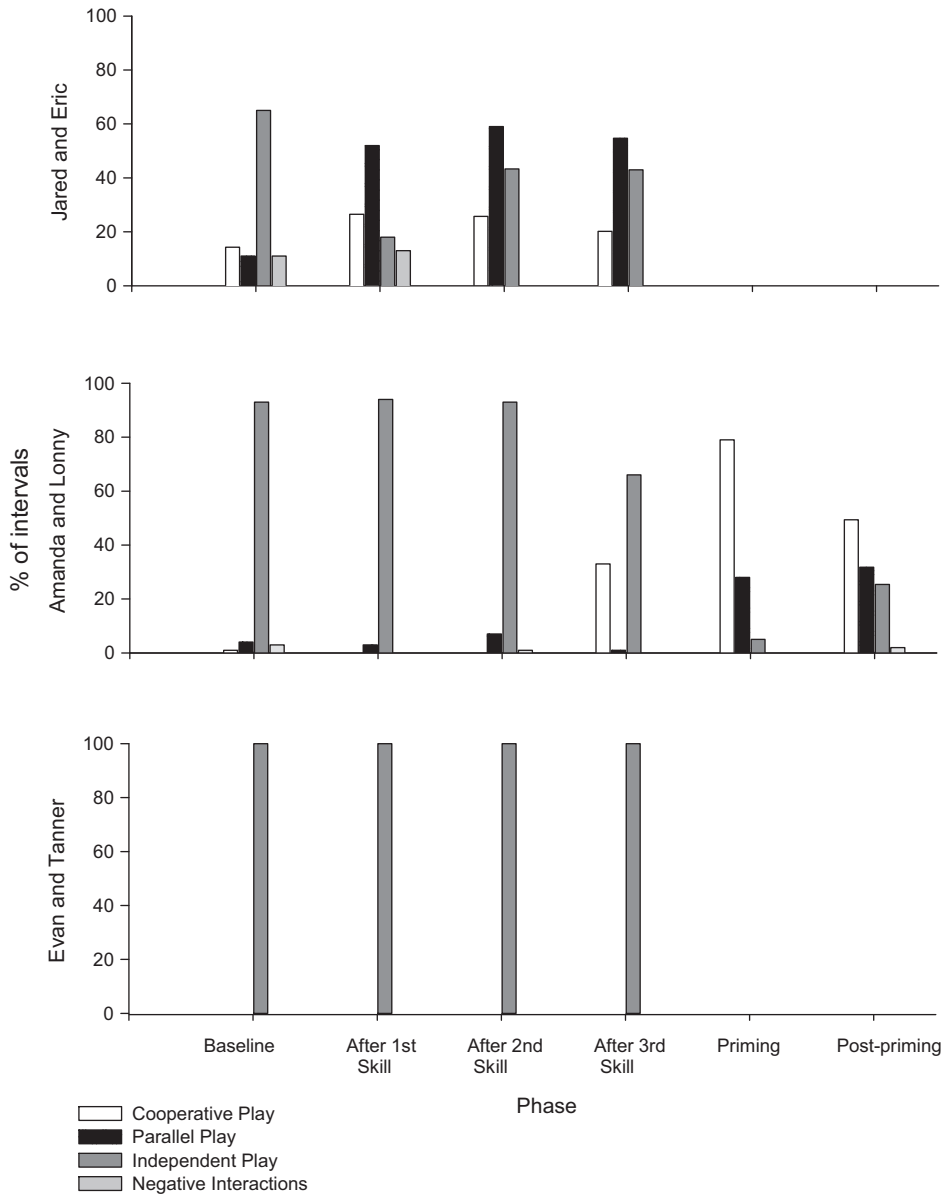 100
80
60
40
20
0
Jared and Eric
100
80
60
40
20
0
% of intervals
Amanda and Lonny
100
80
60
40
20
0
Evan and Tanner
Baseline
After 1st
Skill
After 2nd
Skill
After 3rd
Skill
Priming
Post-priming
Phase
Cooperative Play
Parallel Play
Independent Play
Negative Interactions